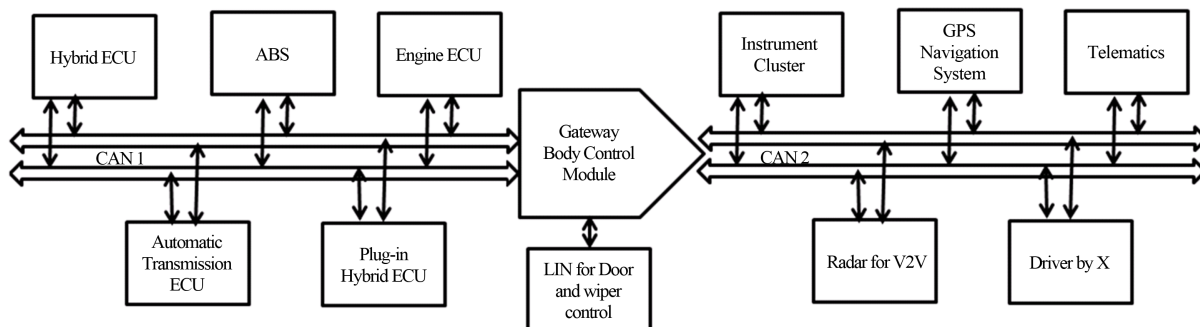 Hybrid ECU
ABS
Engine ECU
Instrument
Cluster
GPS
Navigation
System
Telematics
CAN 1
Gateway
Body Control
Module
CAN 2
Automatic
Transmission
ECU
Plug-in
Hybrid ECU
LIN for Door
and wiper
control
Radar for V2V
Driver by X